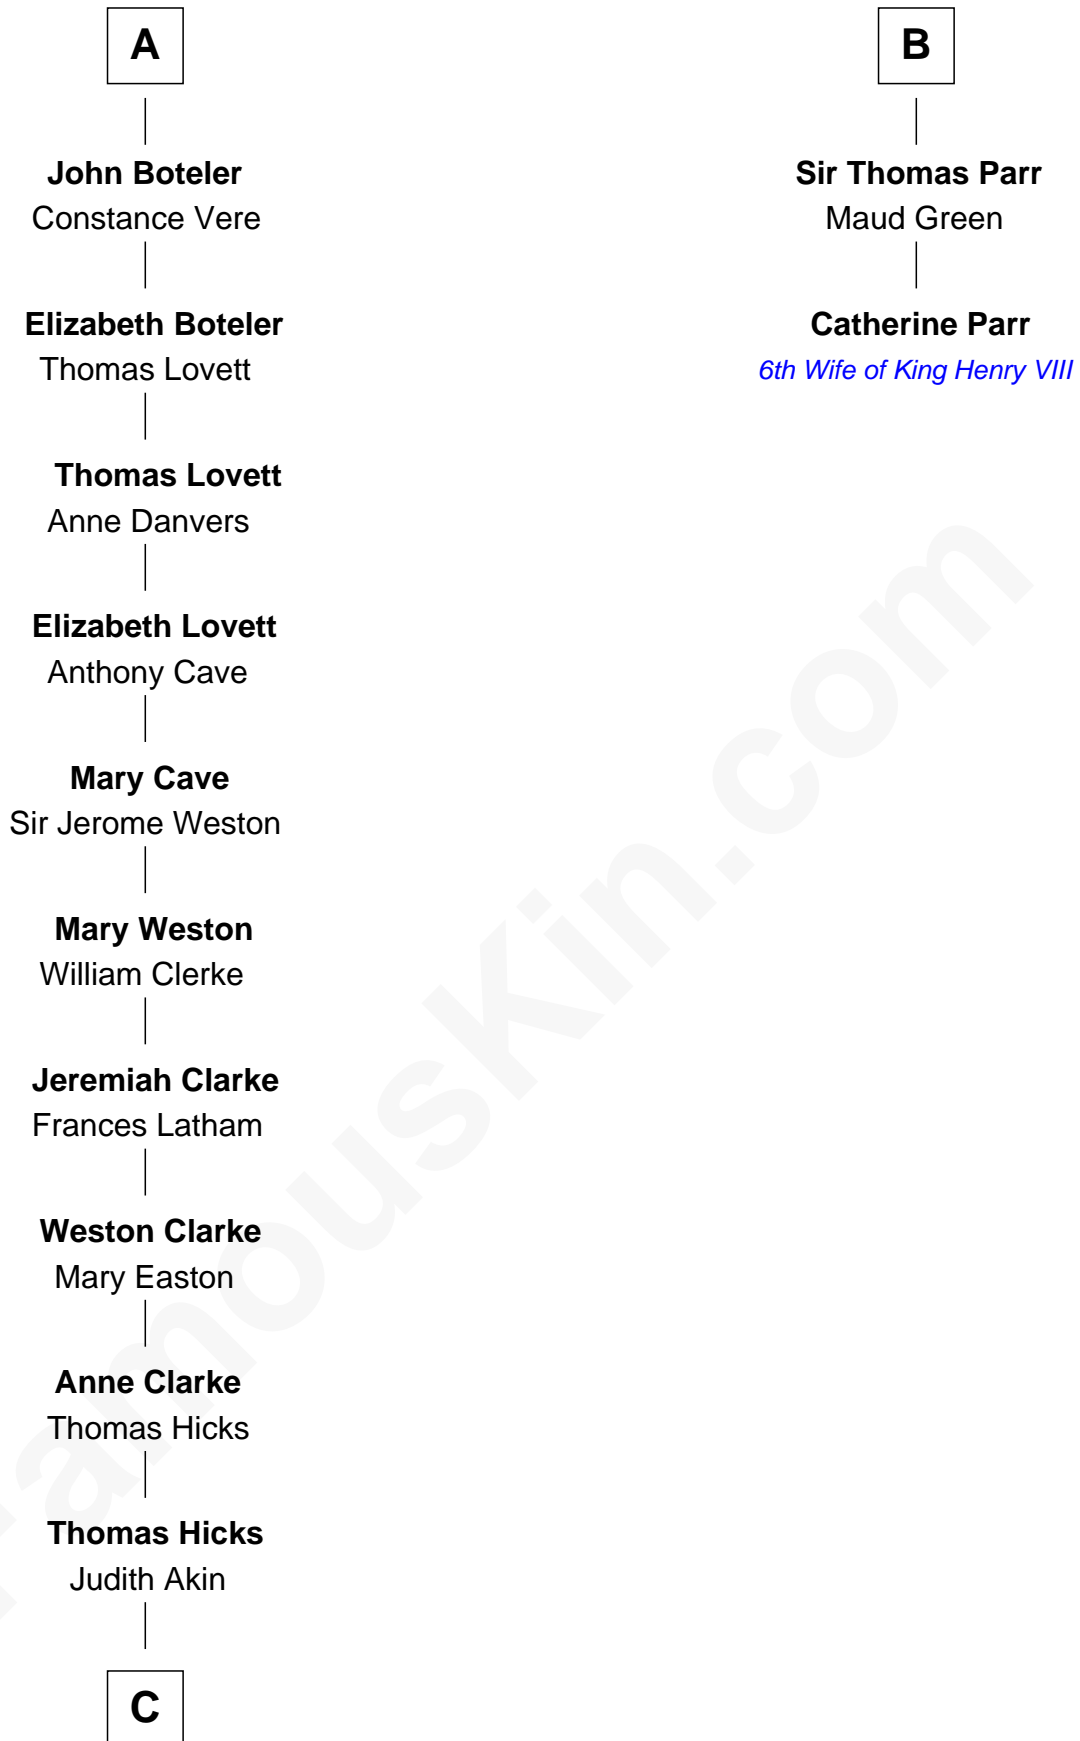 A
John Boteler
Constance Vere
Elizabeth Boteler
Thomas Lovett
Thomas Lovett
Anne Danvers
Elizabeth Lovett
Anthony Cave
Mary Cave
Sir Jerome Weston
Mary Weston
William Clerke
Jeremiah Clarke
Frances Latham
Weston Clarke
Mary Easton
Anne Clarke
Thomas Hicks
Thomas Hicks
Judith Akin
C
B
Sir Thomas Parr
Maud Green
Catherine Parr
6th Wife of King Henry VIII
FamousKin.com